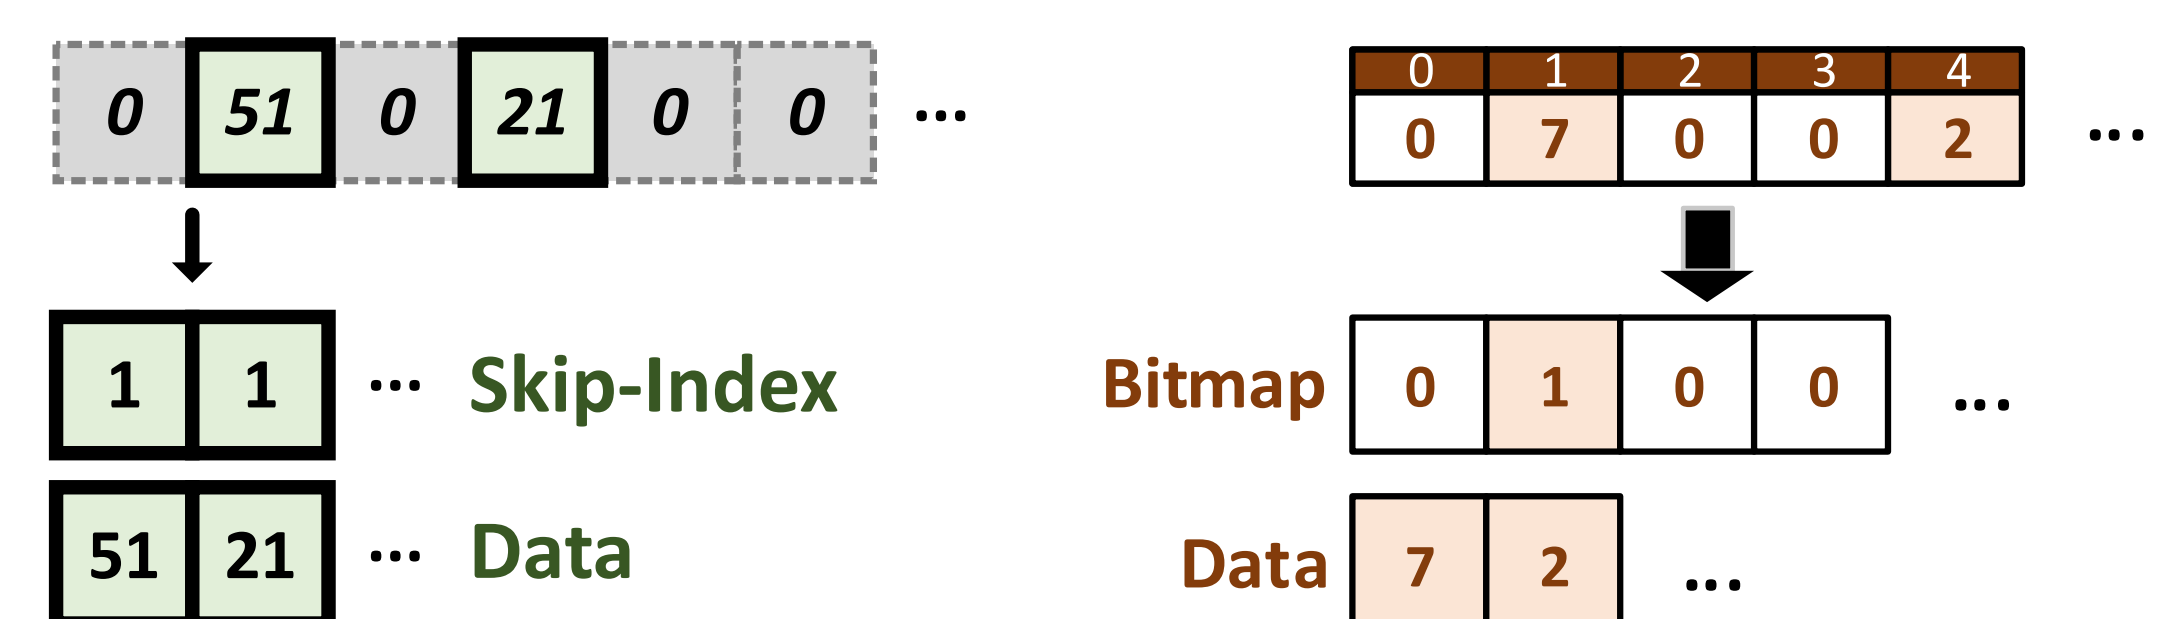 0 51 0 21 0 0 ...
1 1 ... Skip-Index
51 21 ... Data
0 1 2 3 4
0 7 0 0 2 ...
Bitmap 0 1 0 0 ...
Data 7 2 ...